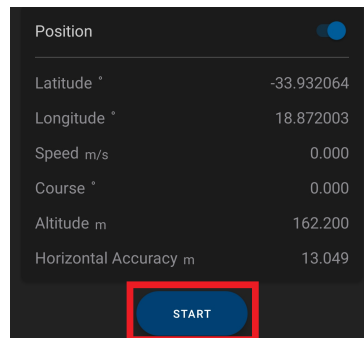 Position
Latitude ° -33.932064
Longitude ° 18.872003
Speed m/s 0.000
Course ° 0.000
Altitude m 162.200
Horizontal Accuracy m 13.049
START